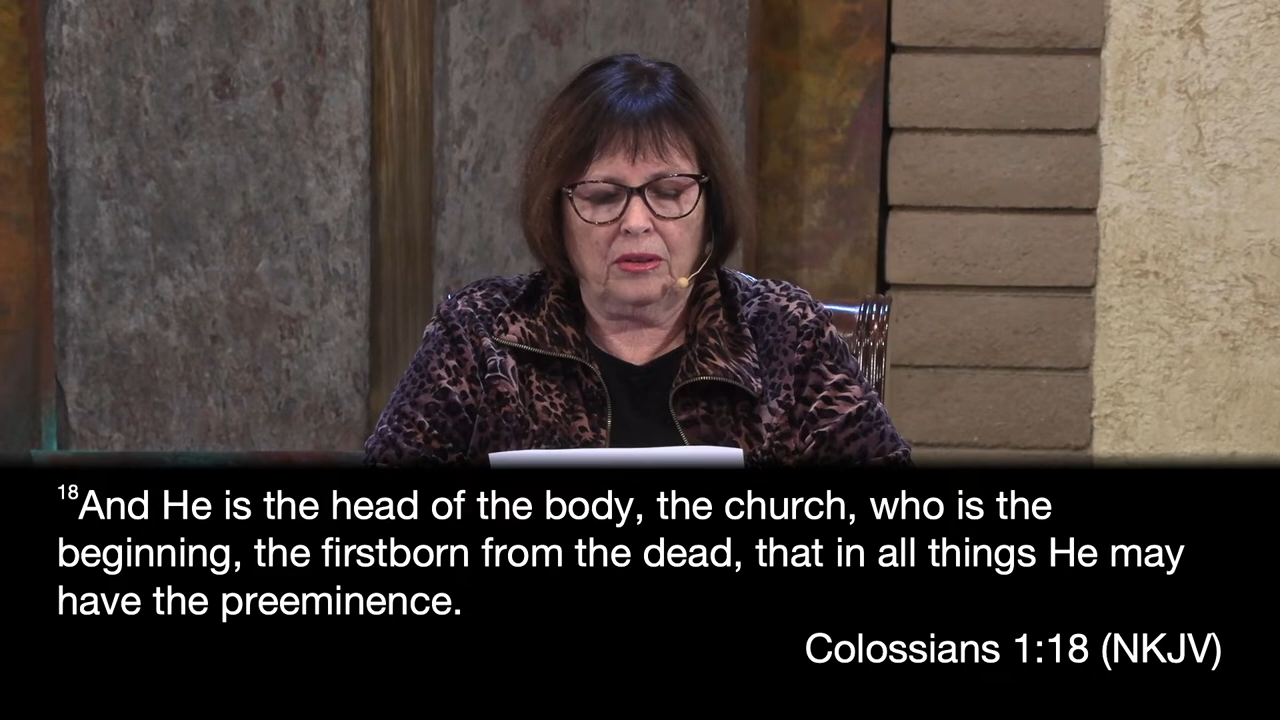 18And He is the head of the body, the church, who is the
beginning, the firstborn from the dead, that in all things He may
have the preeminence.
Colossians 1:18 (NKJV)